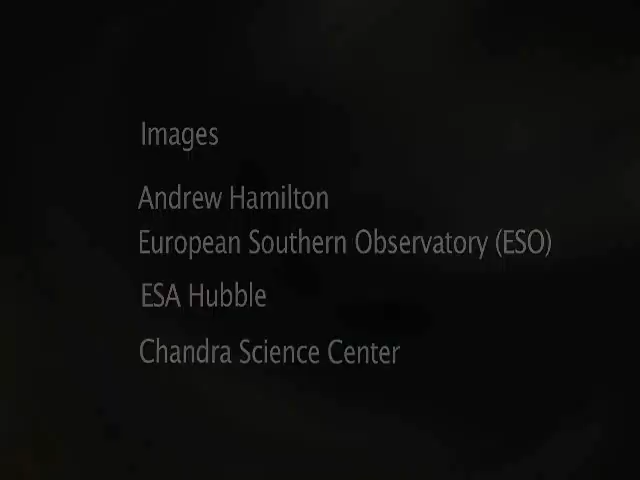 Images
Andrew Hamilton
European Southern Observatory (ESO)
ESA Hubble
Chandra Science Center